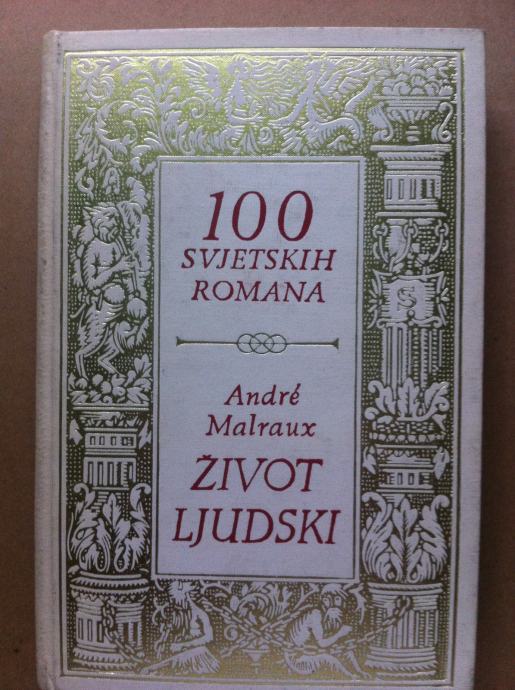 100
SVJETSKIH
ROMANA
André
Malraux
ŽIVOT
LJUDSKI